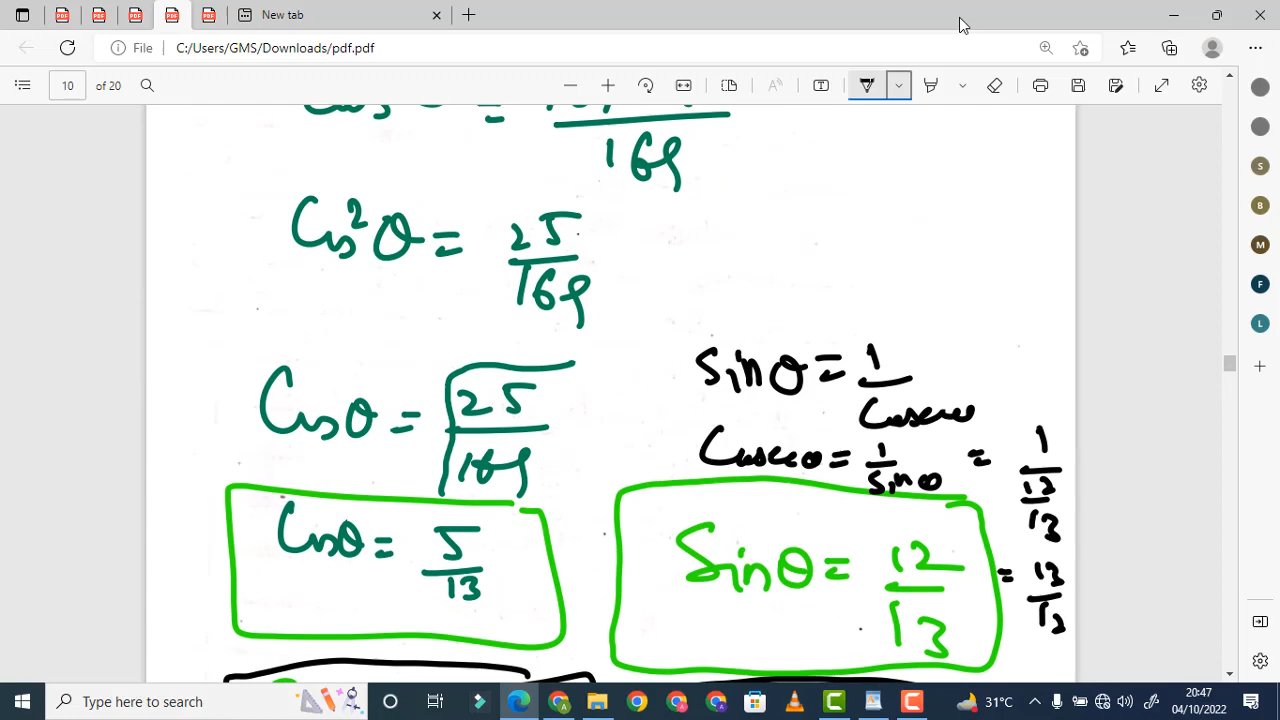 New tab
File C:/Users/GMS/Downloads/pdf.pdf
10 of 20
169
Cos²θ = 25/169
Cosθ = √25/169
Cosθ = 5/13
Sinθ = 1/Cosecθ
Cosecθ = 1/Sinθ = 1/12/13
= 13/12
Sinθ = 12/13
S
B
M
F
L
Type here to search
31°C
20:47
04/10/2022